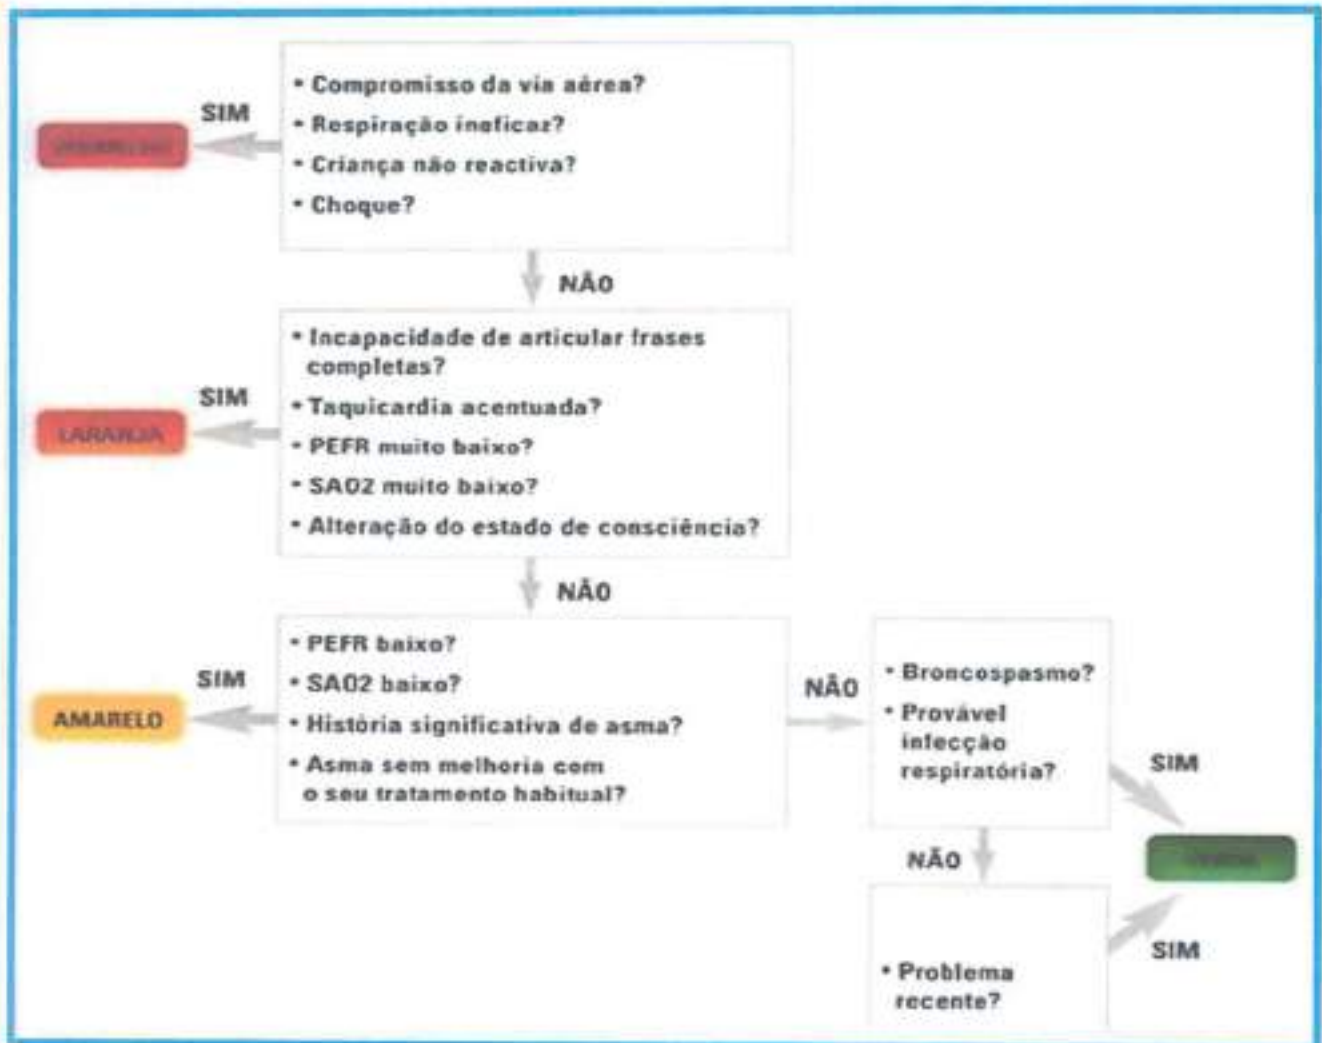 • Compromisso da via aérea?
SIM
• Respiração ineficaz?
• Criança não reactiva?
• Choque?
NÃO
• Incapacidade de articular frases
completas?
SIM
• Taquicardia acentuada?
LARANJA
• PEFR muito baixo?
• SAO2 muito baixo?
• Alteração do estado de consciência?
NÃO
• PEFR baixo?
SIM
• SAO2 baixo?
AMARELO
• História significativa de asma?
• Asma sem melhoria com
o seu tratamento habitual?
NÃO
• Broncospasmo?
• Provável
infecção
respiratória?
SIM
NÃO
SIM
• Problema
recente?